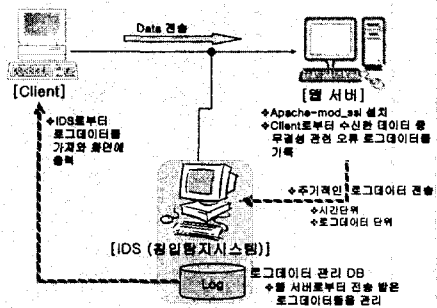 Data 전송
[Client]
[웹 서버]
❖IDS로부터
로그데이터를
가져와 화면에
출력
❖Apache-mod_ssl 설치
❖Client로부터 수신한 데이터 중
무결성 관련 오류 로그데이터를
기록
❖주기적인 로그데이터 전송
❖시간단위
❖로그데이터 단위
[IDS (침입탐지시스템)]
Log
로그데이터 관리 DB
❖웹 서버로부터 전송 받은
로그데이터들을 관리